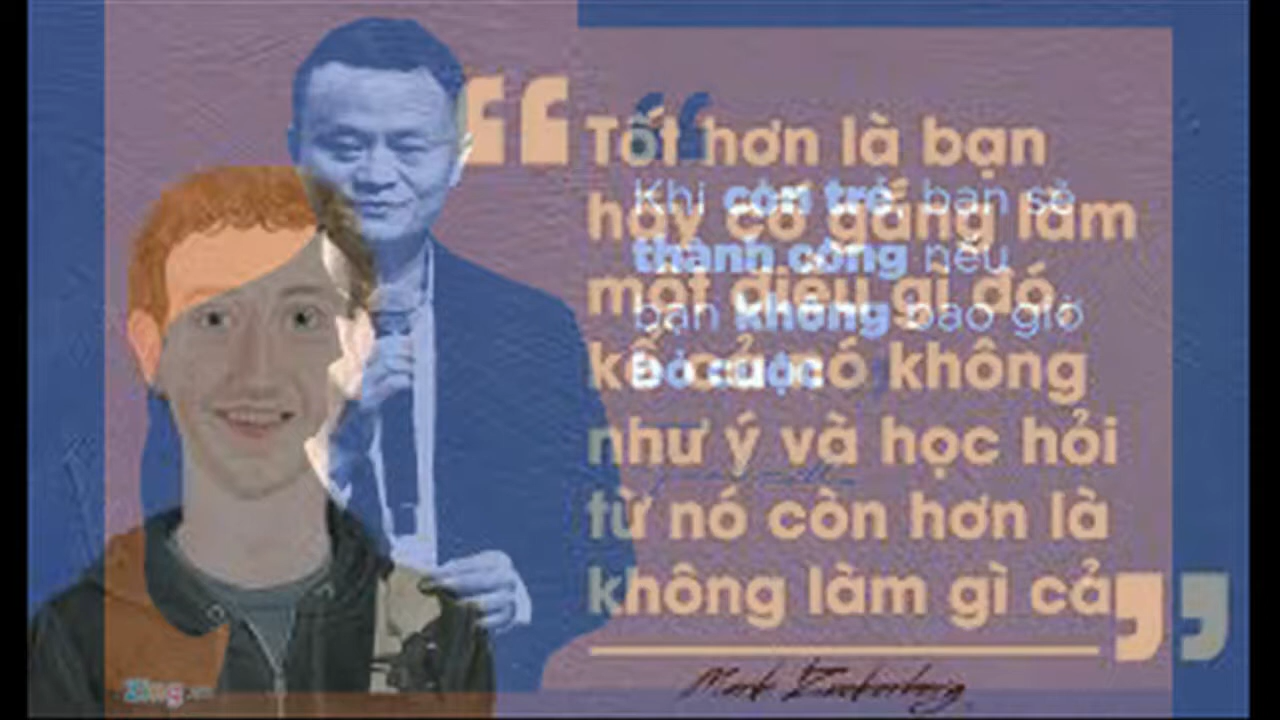 “
Tốt hơn là bạn
hãy cố gắng làm
một điều gì đó,
kể cả nó không
như ý và học hỏi
từ nó còn hơn là
không làm gì cả
”
“
Khi còn trẻ, bạn sẽ
thành công nếu
bạn không bao giờ
bỏ cuộc
Mark Zuckerberg
Zing